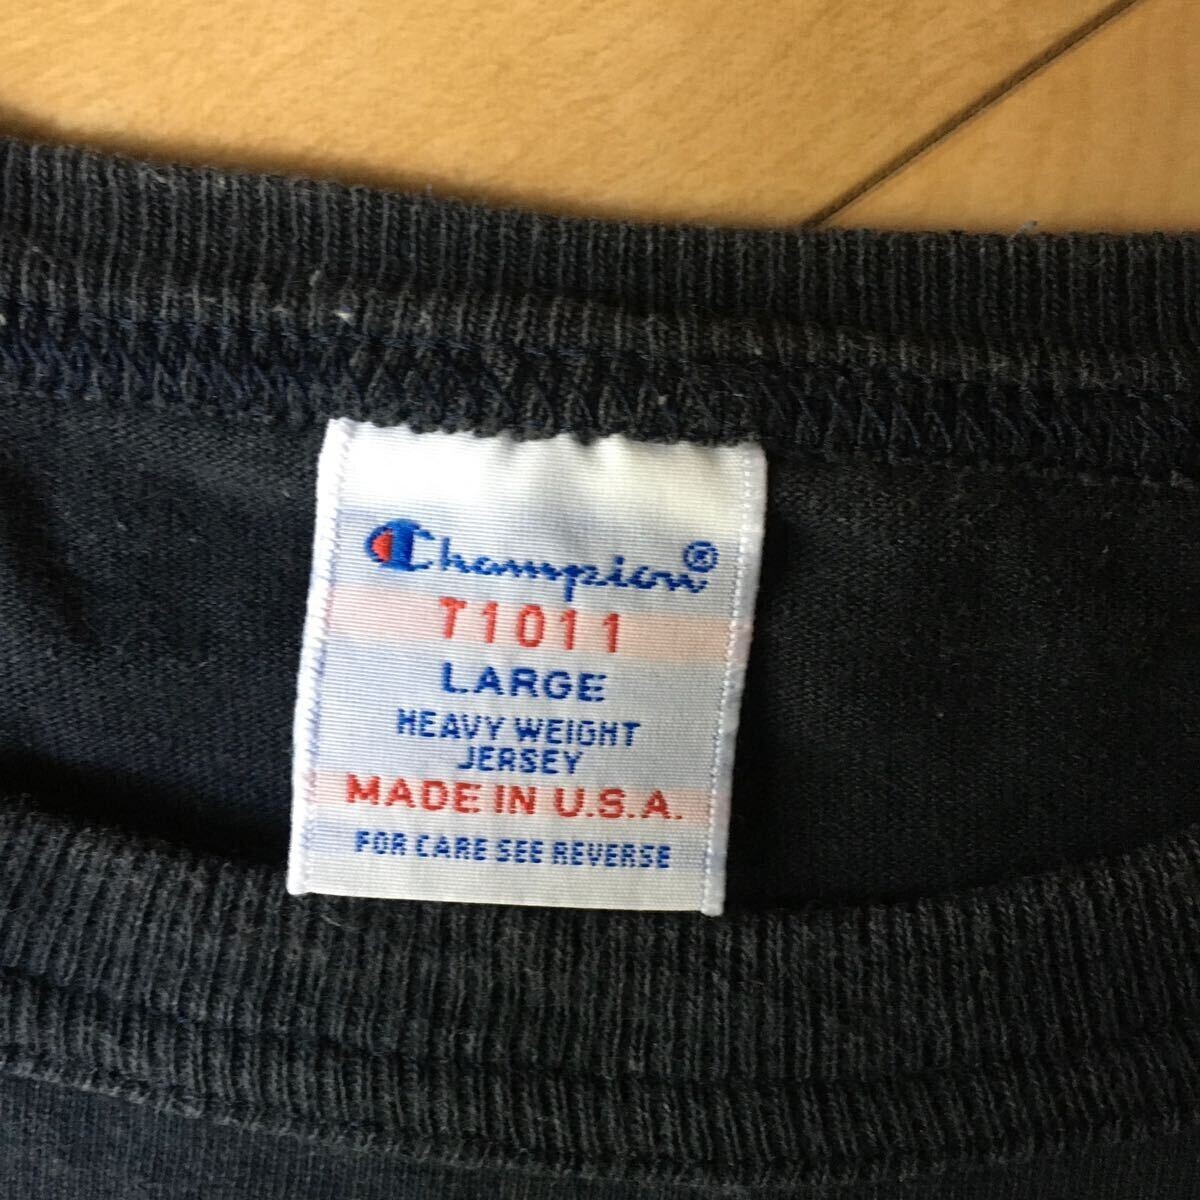 Champion®
T1011
LARGE
HEAVY WEIGHT
JERSEY
MADE IN U.S.A.
FOR CARE SEE REVERSE